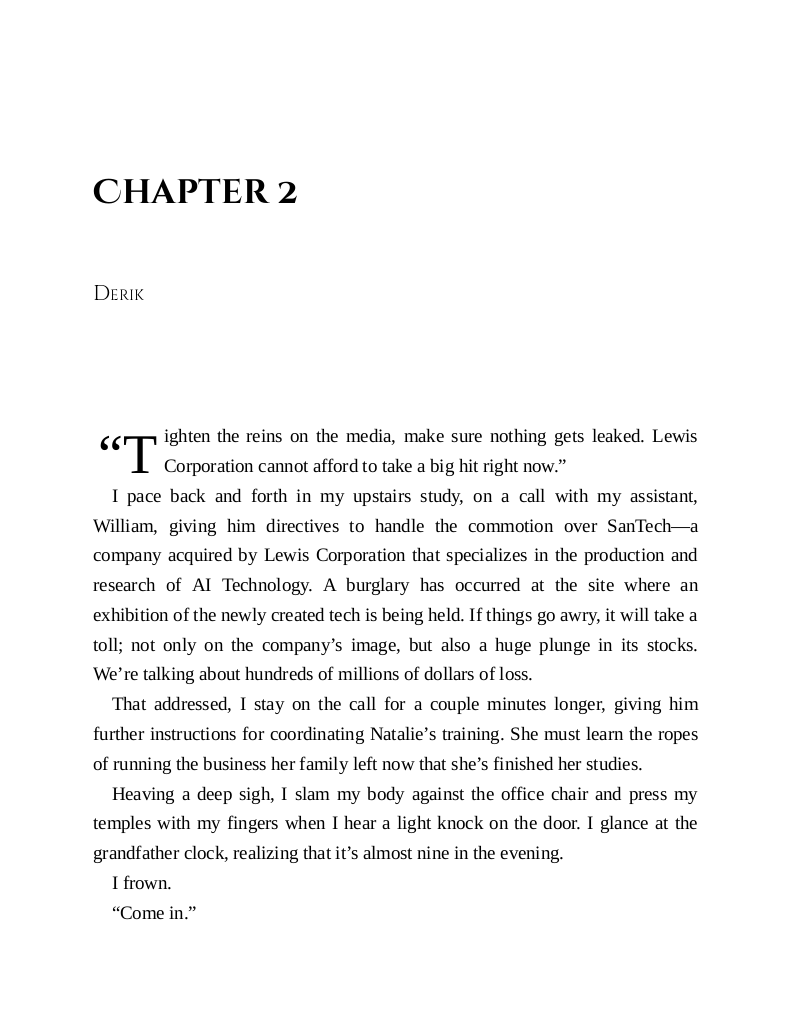 CHAPTER 2
DERIK
“Tighten the reins on the media, make sure nothing gets leaked. Lewis
Corporation cannot afford to take a big hit right now.”
I pace back and forth in my upstairs study, on a call with my assistant,
William, giving him directives to handle the commotion over SanTech—a
company acquired by Lewis Corporation that specializes in the production and
research of AI Technology. A burglary has occurred at the site where an
exhibition of the newly created tech is being held. If things go awry, it will take a
toll; not only on the company’s image, but also a huge plunge in its stocks.
We’re talking about hundreds of millions of dollars of loss.
That addressed, I stay on the call for a couple minutes longer, giving him
further instructions for coordinating Natalie’s training. She must learn the ropes
of running the business her family left now that she’s finished her studies.
Heaving a deep sigh, I slam my body against the office chair and press my
temples with my fingers when I hear a light knock on the door. I glance at the
grandfather clock, realizing that it’s almost nine in the evening.
I frown.
“Come in.”